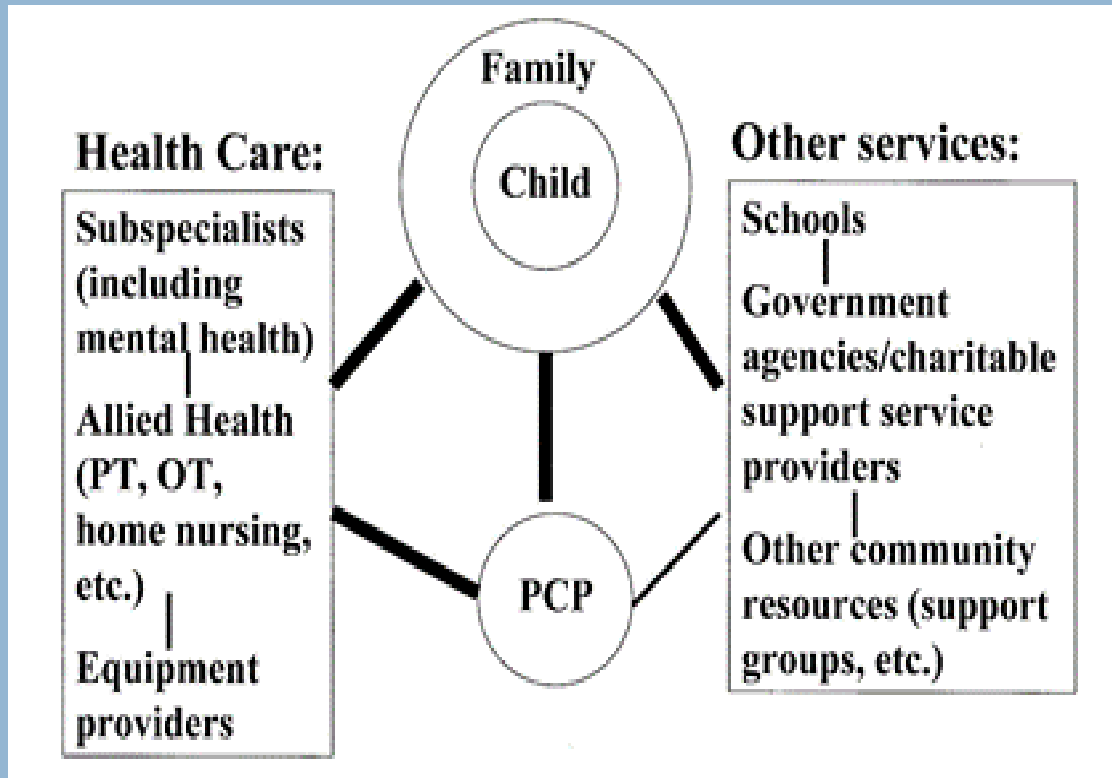 Family
Child
Health Care:
Subspecialists
(including
mental health)
Allied Health
(PT, OT,
home nursing,
etc.)
Equipment
providers
Other services:
Schools
Government
agencies/charitable
support service
providers
Other community
resources (support
groups, etc.)
PCP